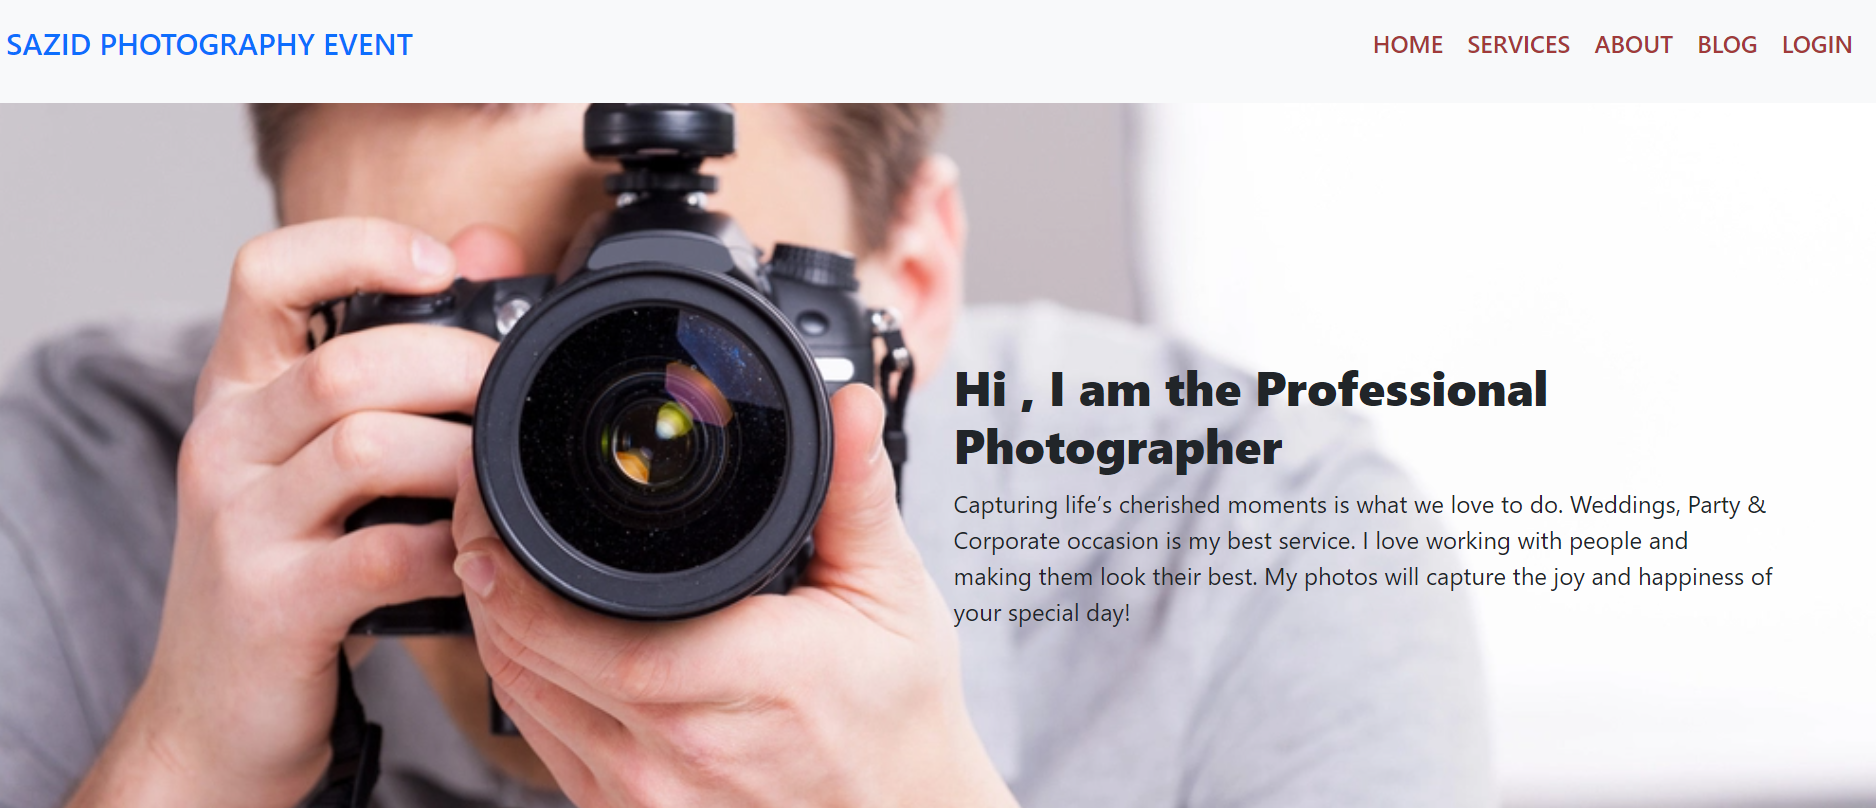 SAZID PHOTOGRAPHY EVENT
HOME SERVICES ABOUT BLOG LOGIN
Hi , I am the Professional
Photographer
Capturing life’s cherished moments is what we love to do. Weddings, Party &
Corporate occasion is my best service. I love working with people and
making them look their best. My photos will capture the joy and happiness of
your special day!